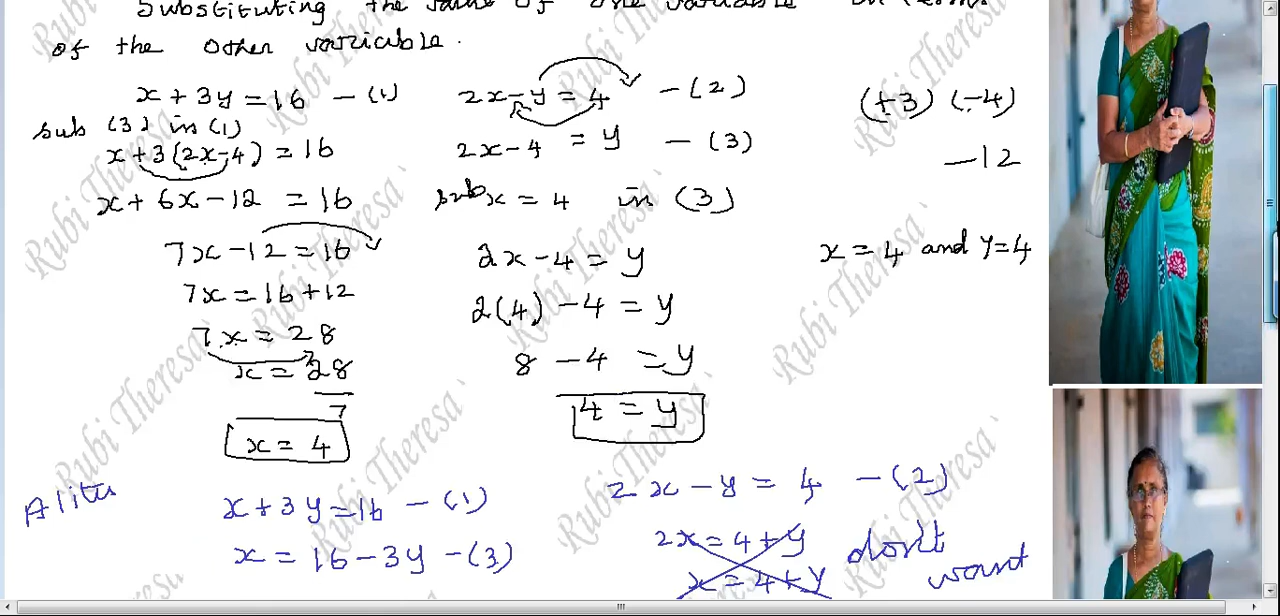 Substituting the value of one variable in terms
of the other variable.
x + 3y = 16 - (1)
sub (3) in (1)
x + 3(2x - 4) = 16
x + 6x - 12 = 16
7x - 12 = 16
7x = 16 + 12
7x = 28
x = 28
7
x = 4
2x - y = 4 - (2)
2x - 4 = y - (3)
sub x = 4 in (3)
2x - 4 = y
2(4) - 4 = y
8 - 4 = y
4 = y
(+3) (-4)
-12
x = 4 and y = 4
x + 3y = 16 - (1)
x = 16 - 3y - (3)
2x - y = 4 - (2)
2x = 4 + y
x = 4 + y
don't
want
Rubi Theresa